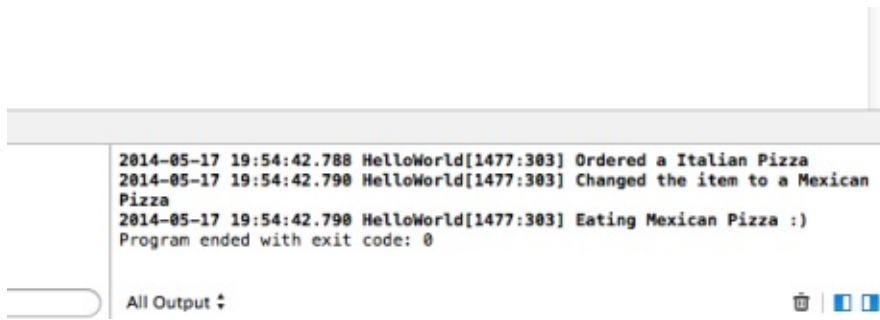 2014-05-17 19:54:42.788 HelloWorld[1477:303] Ordered a Italian Pizza
2014-05-17 19:54:42.790 HelloWorld[1477:303] Changed the item to a Mexican
Pizza
2014-05-17 19:54:42.790 HelloWorld[1477:303] Eating Mexican Pizza :)
Program ended with exit code: 0
All Output